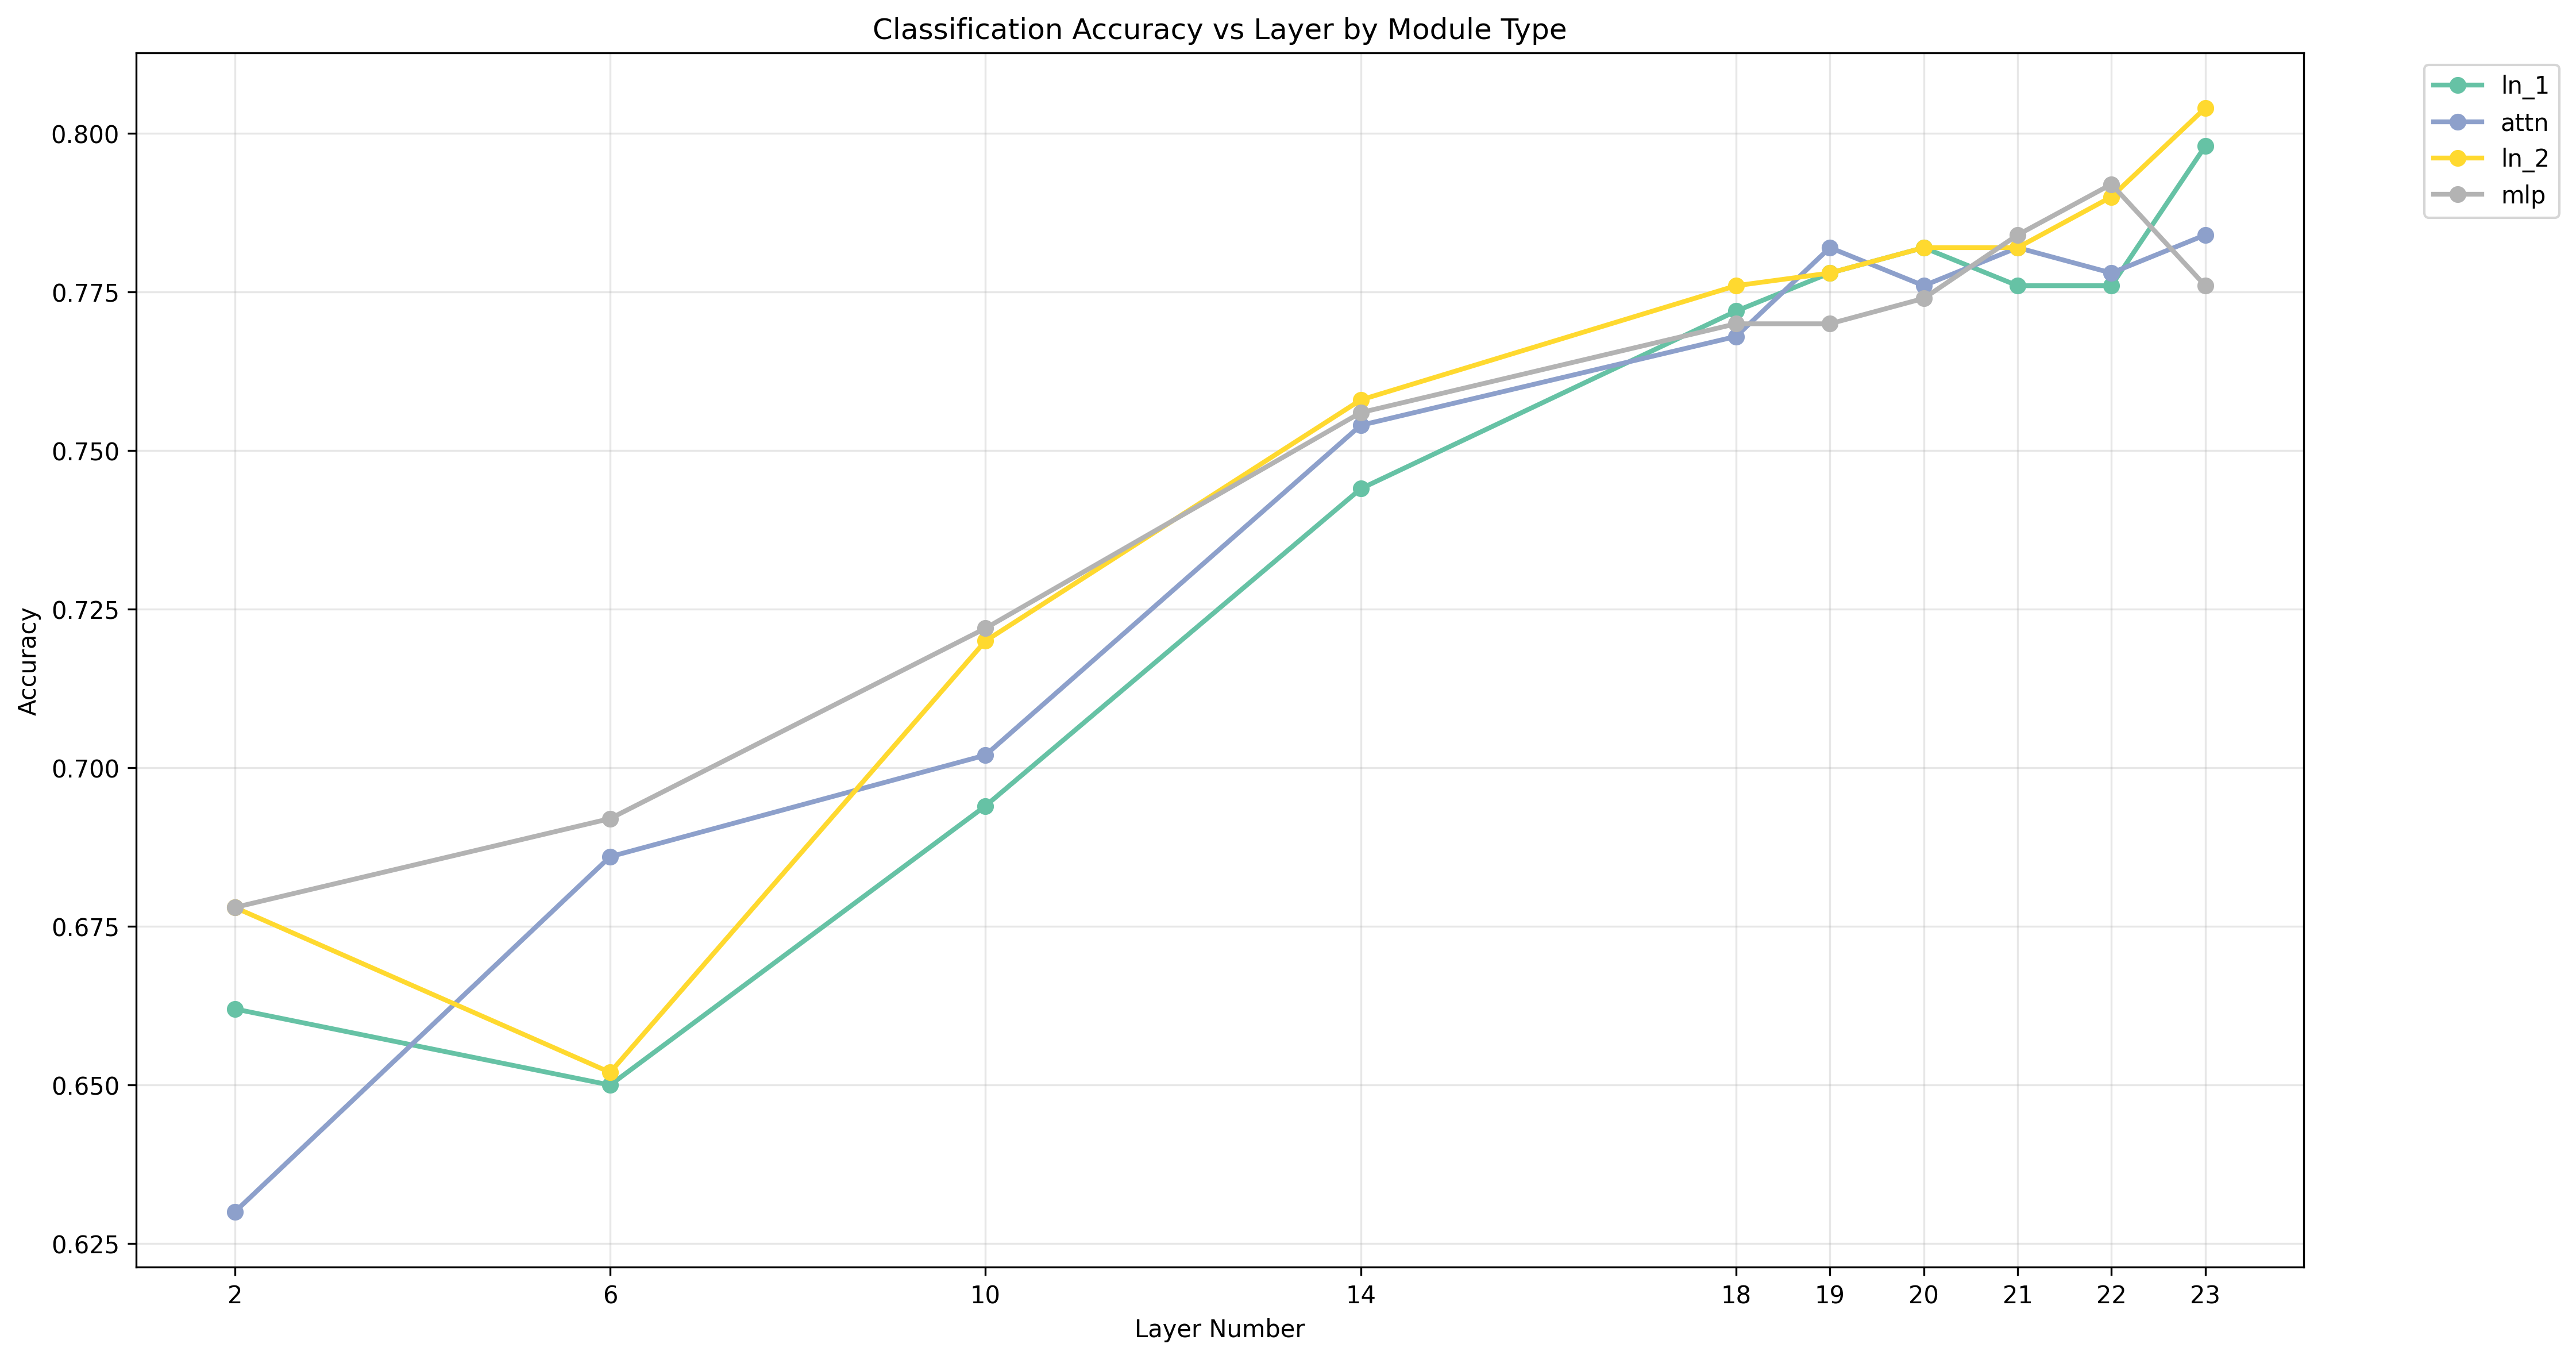 Classification Accuracy vs Layer by Module Type
ln_1
attn
ln_2
mlp
0.800
0.775
0.750
0.725
0.700
0.675
0.650
0.625
Accuracy
2 6 10 14 18 19 20 21 22 23
Layer Number